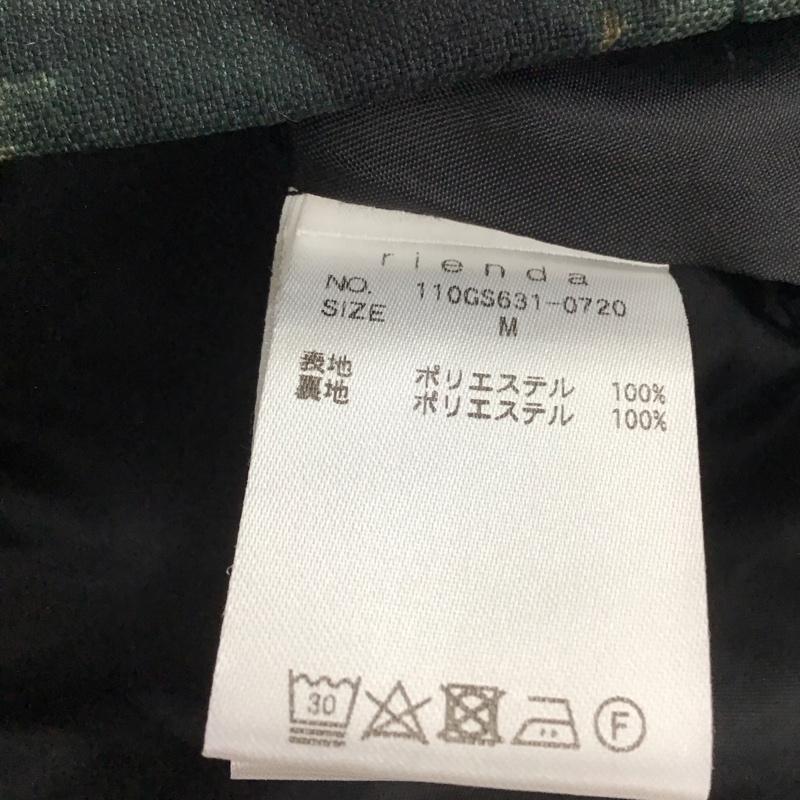 rienda
NO. 110GS631-0720
SIZE M
表地 ポリエステル 100%
裏地 ポリエステル 100%
30 F